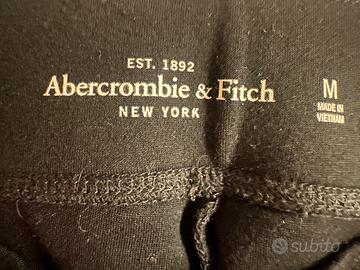 EST. 1892
Abercrombie & Fitch
NEW YORK
M
MADE IN
VIETNAM
subito